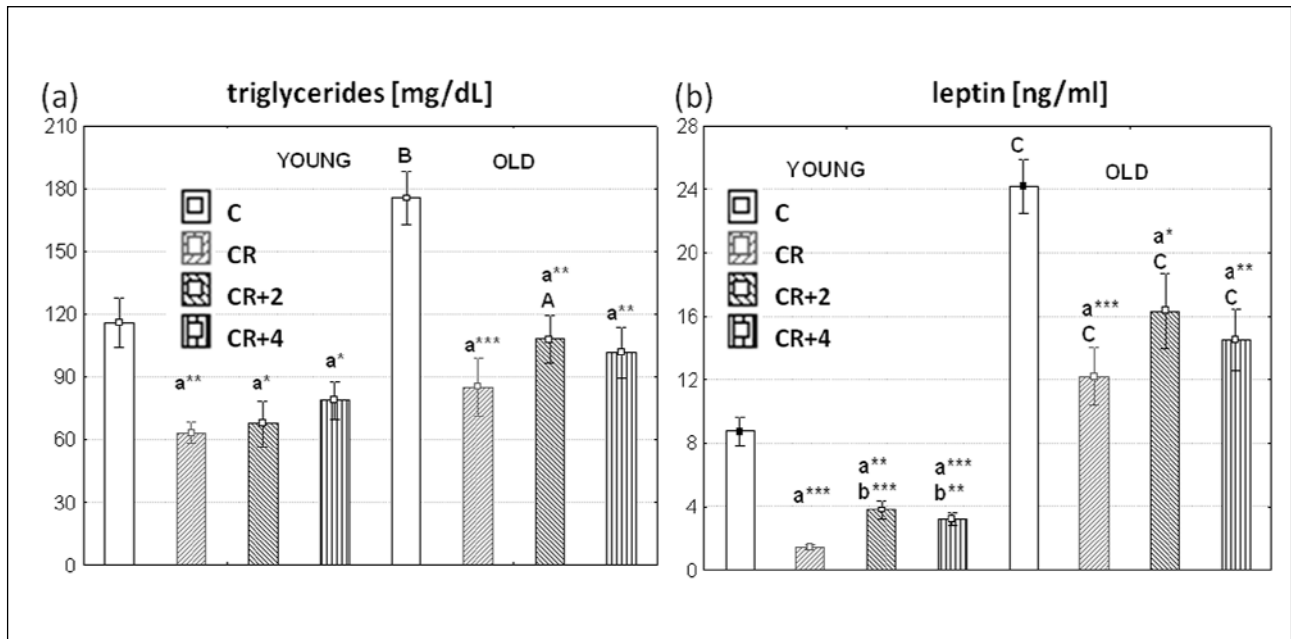 (a) triglycerides [mg/dL]
210
180
150
120
90
60
30
0
YOUNG
OLD
C
CR
CR+2
CR+4
a**
a*
a*
B
a***
a**
A
a**
(b) leptin [ng/ml]
28
24
20
16
12
8
4
0
YOUNG
OLD
C
CR
CR+2
CR+4
a***
a**
b***
a***
b**
C
a***
C
a*
C
a**
C